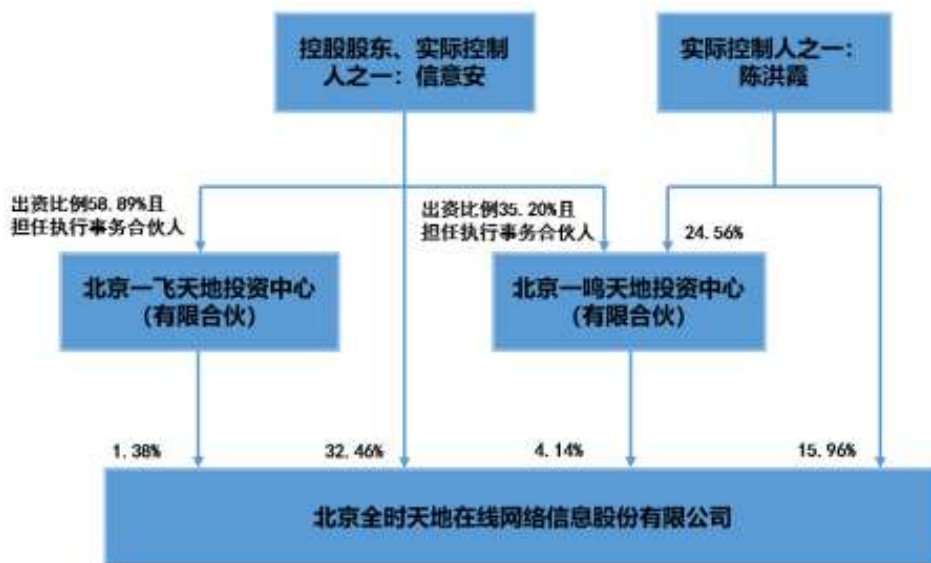 控股股东、实际控制
人之一：信意安
实际控制人之一：
陈洪霞
出资比例58.89%且
担任执行事务合伙人
出资比例35.20%且
担任执行事务合伙人
24.56%
北京一飞天地投资中心
（有限合伙）
北京一鸣天地投资中心
（有限合伙）
1.38%
32.46%
4.14%
15.96%
北京全时天地在线网络信息股份有限公司